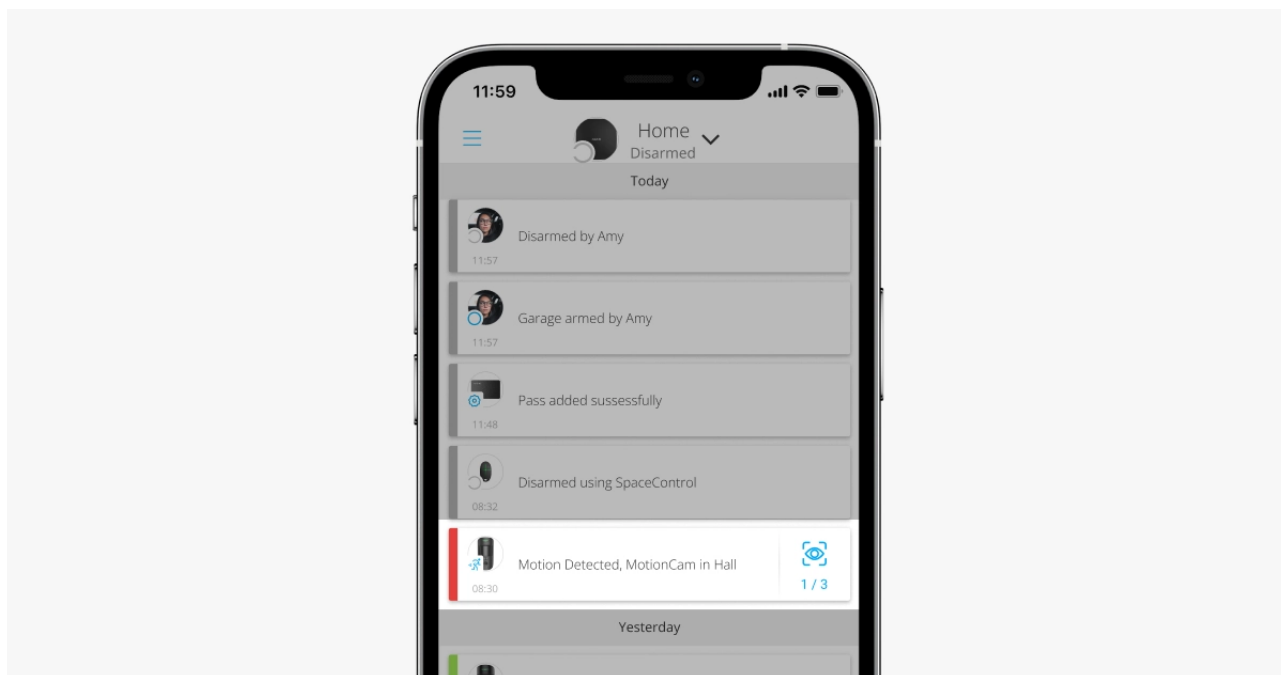 11:59
Home
Disarmed
Today
Disarmed by Amy
11:57
Garage armed by Amy
11:57
Pass added sussessfully
11:48
Disarmed using SpaceControl
08:32
Motion Detected, MotionCam in Hall
08:30
1 / 3
Yesterday